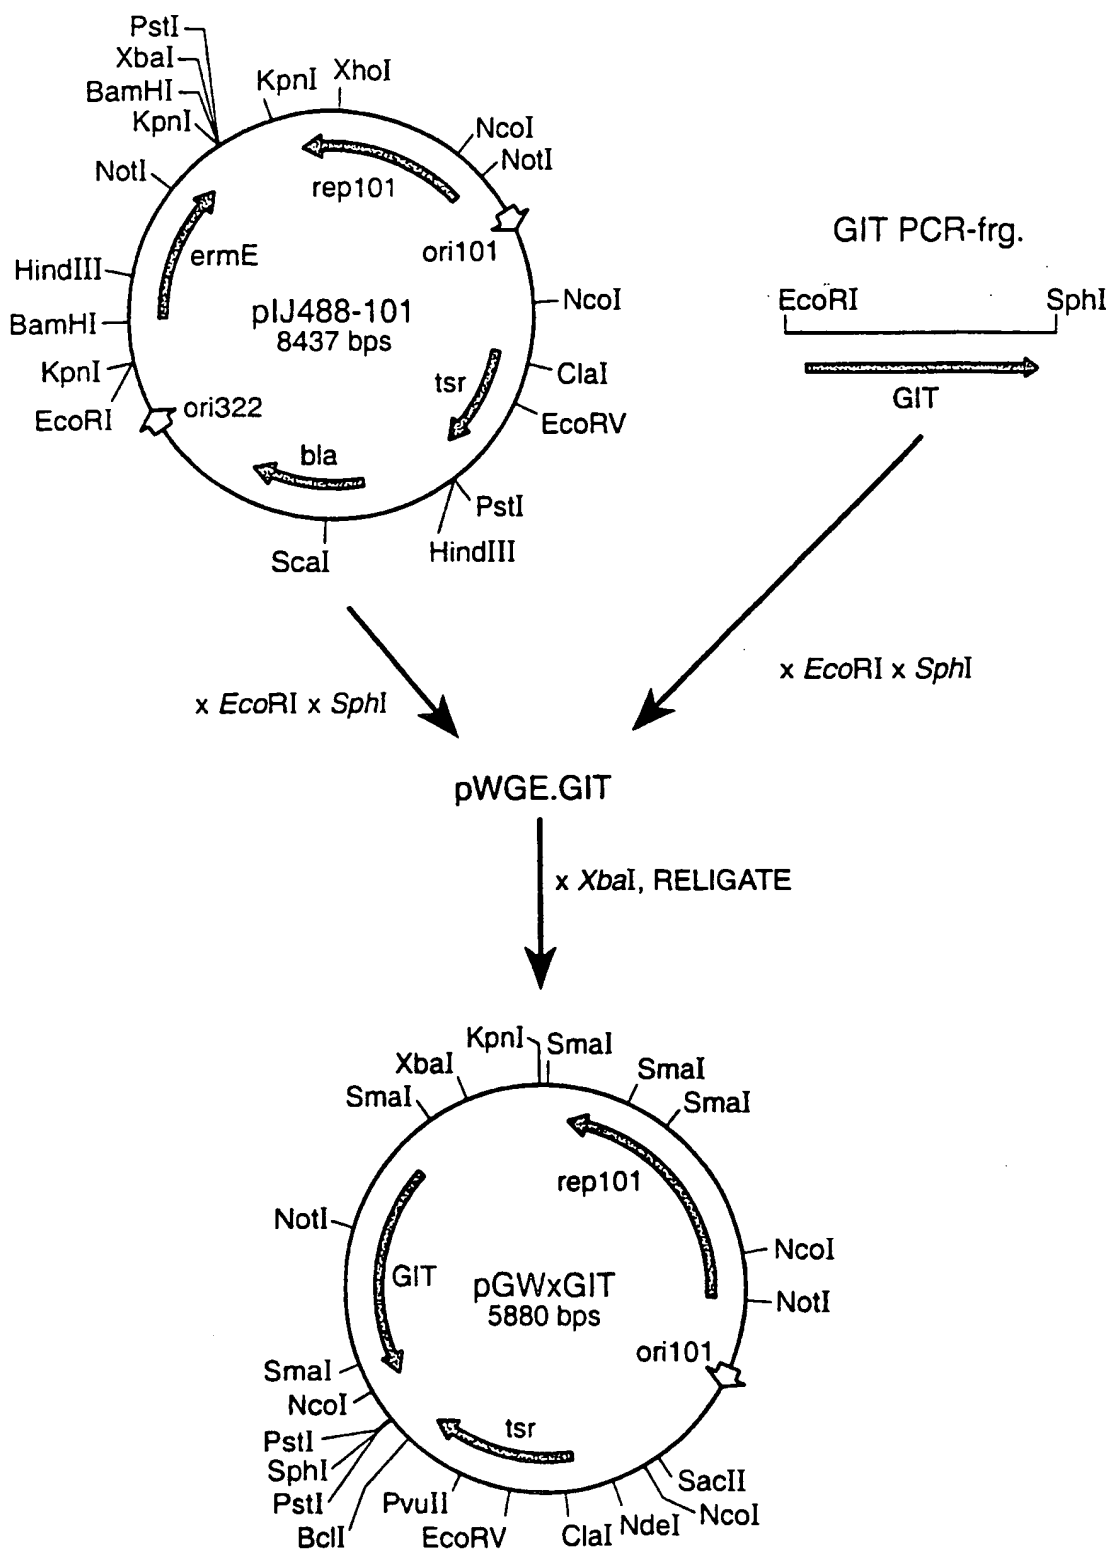 PstI
XbaI
BamHI
KpnI
KpnI
XhoI
NcoI
NotI
NotI
rep101
ori101
ermE
HindIII
BamHI
KpnI
EcoRI
pIJ488-101
8437 bps
NcoI
ClaI
EcoRV
tsr
ori322
bla
PstI
HindIII
ScaI
GIT PCR-frg.
EcoRI
SphI
GIT
x EcoRI x SphI
x EcoRI x SphI
pWGE.GIT
x XbaI, RELIGATE
KpnI
SmaI
XbaI
SmaI
SmaI
SmaI
rep101
NotI
GIT
pGWxGIT
5880 bps
NcoI
NotI
ori101
SmaI
NcoI
PstI
SphI
PstI
BclI
tsr
PvuII
EcoRV
ClaI
NdeI
NcoI
SacII